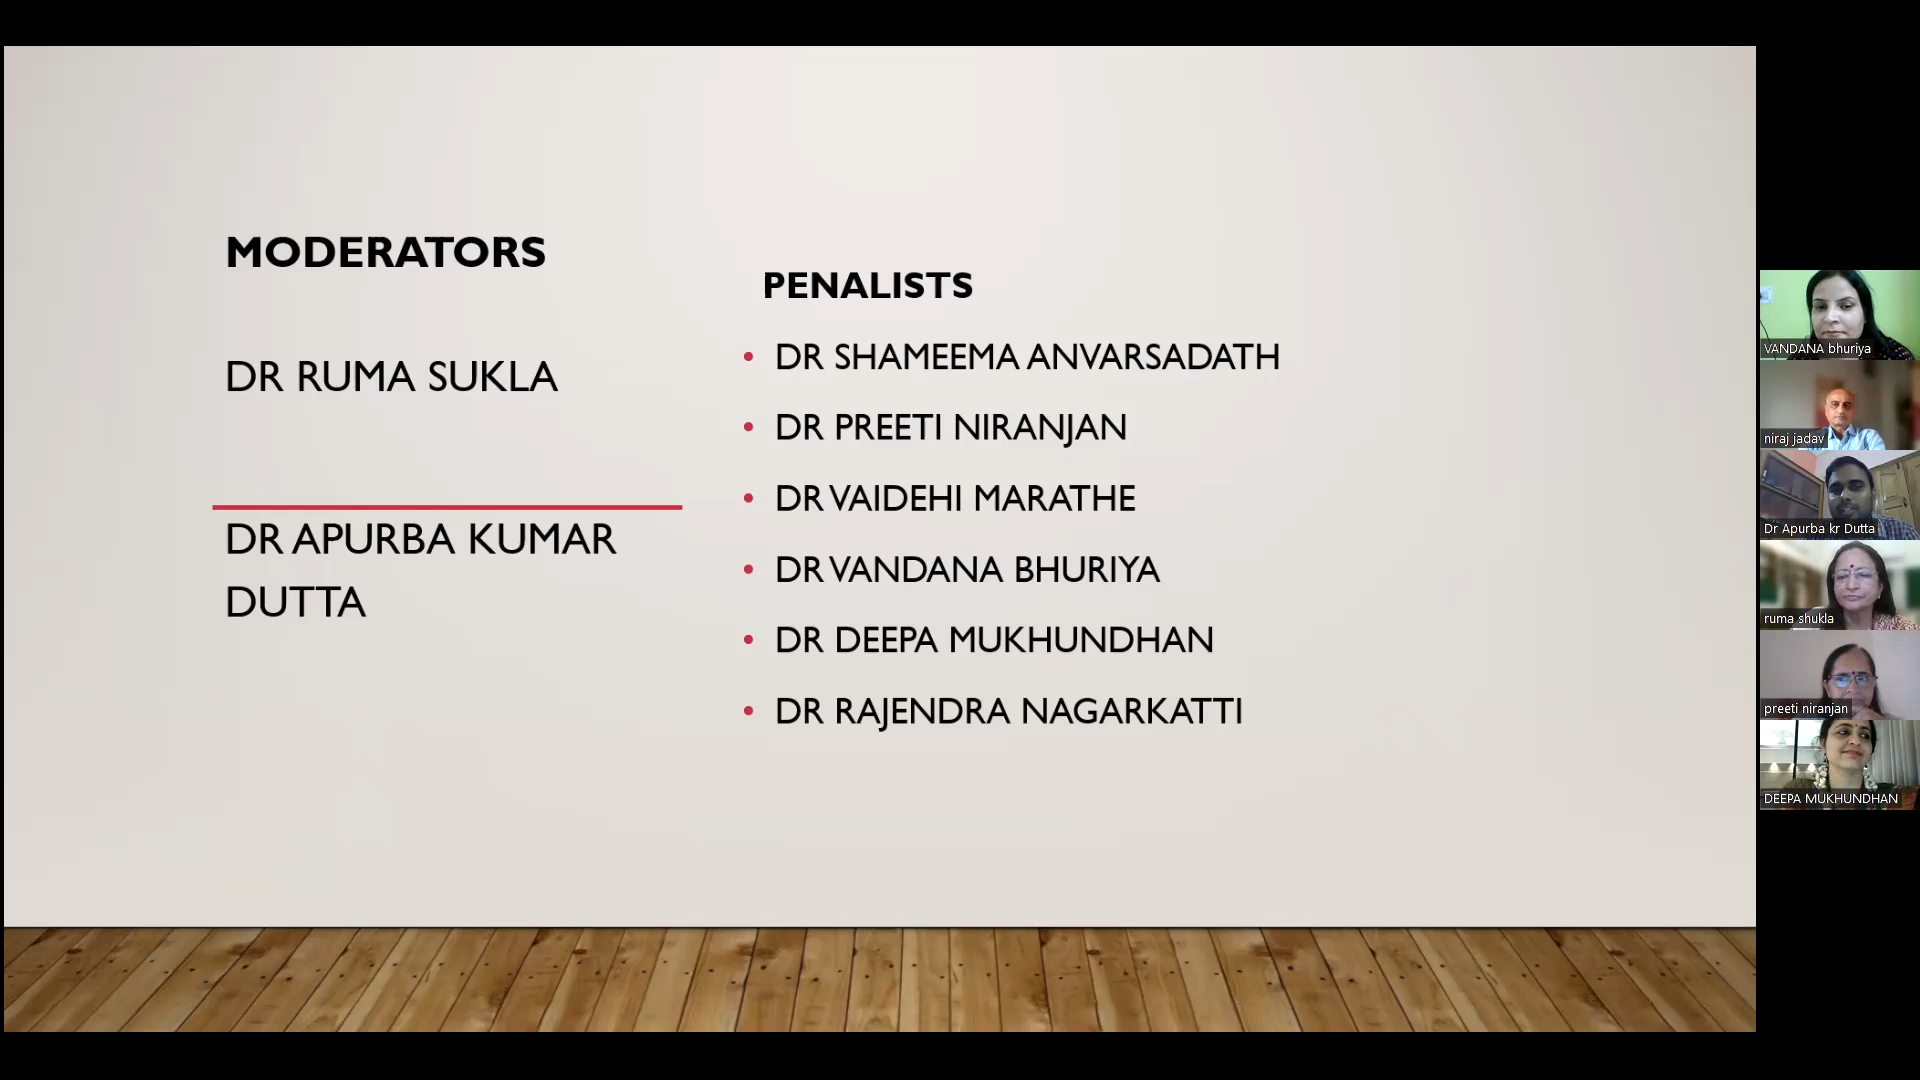 MODERATORS
DR RUMA SUKLA
DR APURBA KUMAR
DUTTA
PENALISTS
• DR SHAMEEMA ANVARSADATH
• DR PREETI NIRANJAN
• DR VAIDEHI MARATHE
• DR VANDANA BHURIYA
• DR DEEPA MUKHUNDHAN
• DR RAJENDRA NAGARKATTI
VANDANA bhuriya
niraj jadav
Dr Apurba kr Dutta
ruma shukla
preeti niranjan
DEEPA MUKHUNDHAN